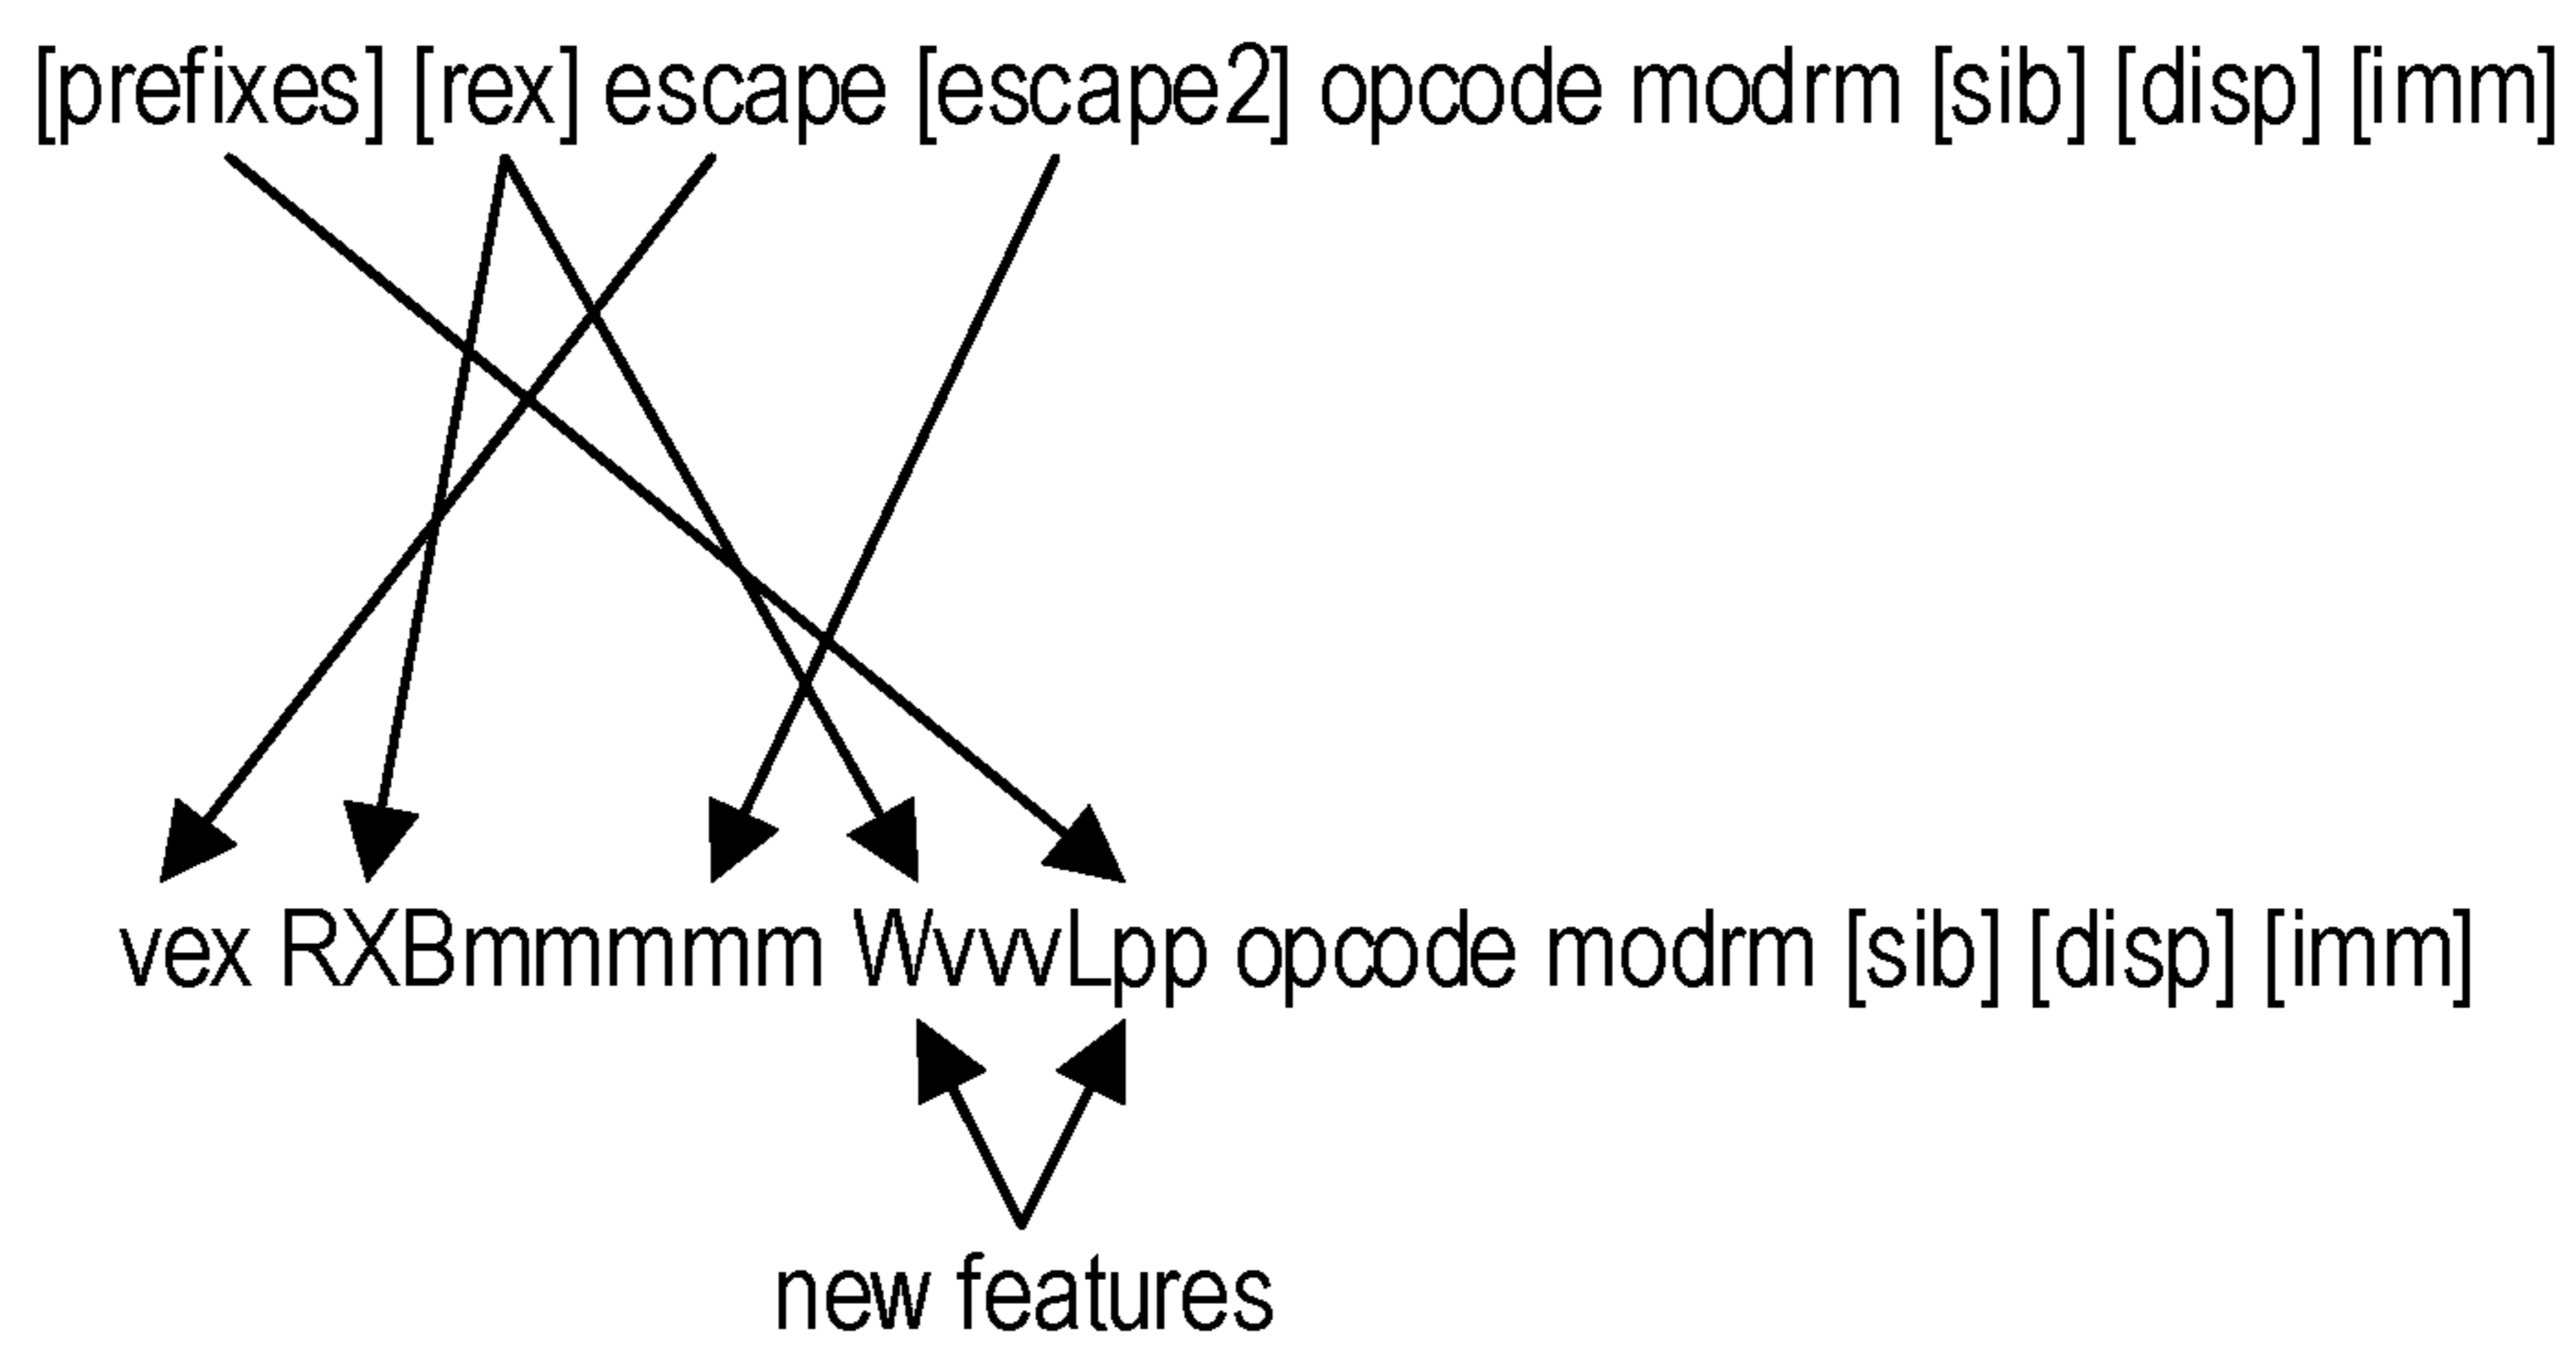 [prefixes] [rex] escape [escape2] opcode modrm [sib] [disp] [imm]
vex RXBmmmmm WvvvLpp opcode modrm [sib] [disp] [imm]
new features